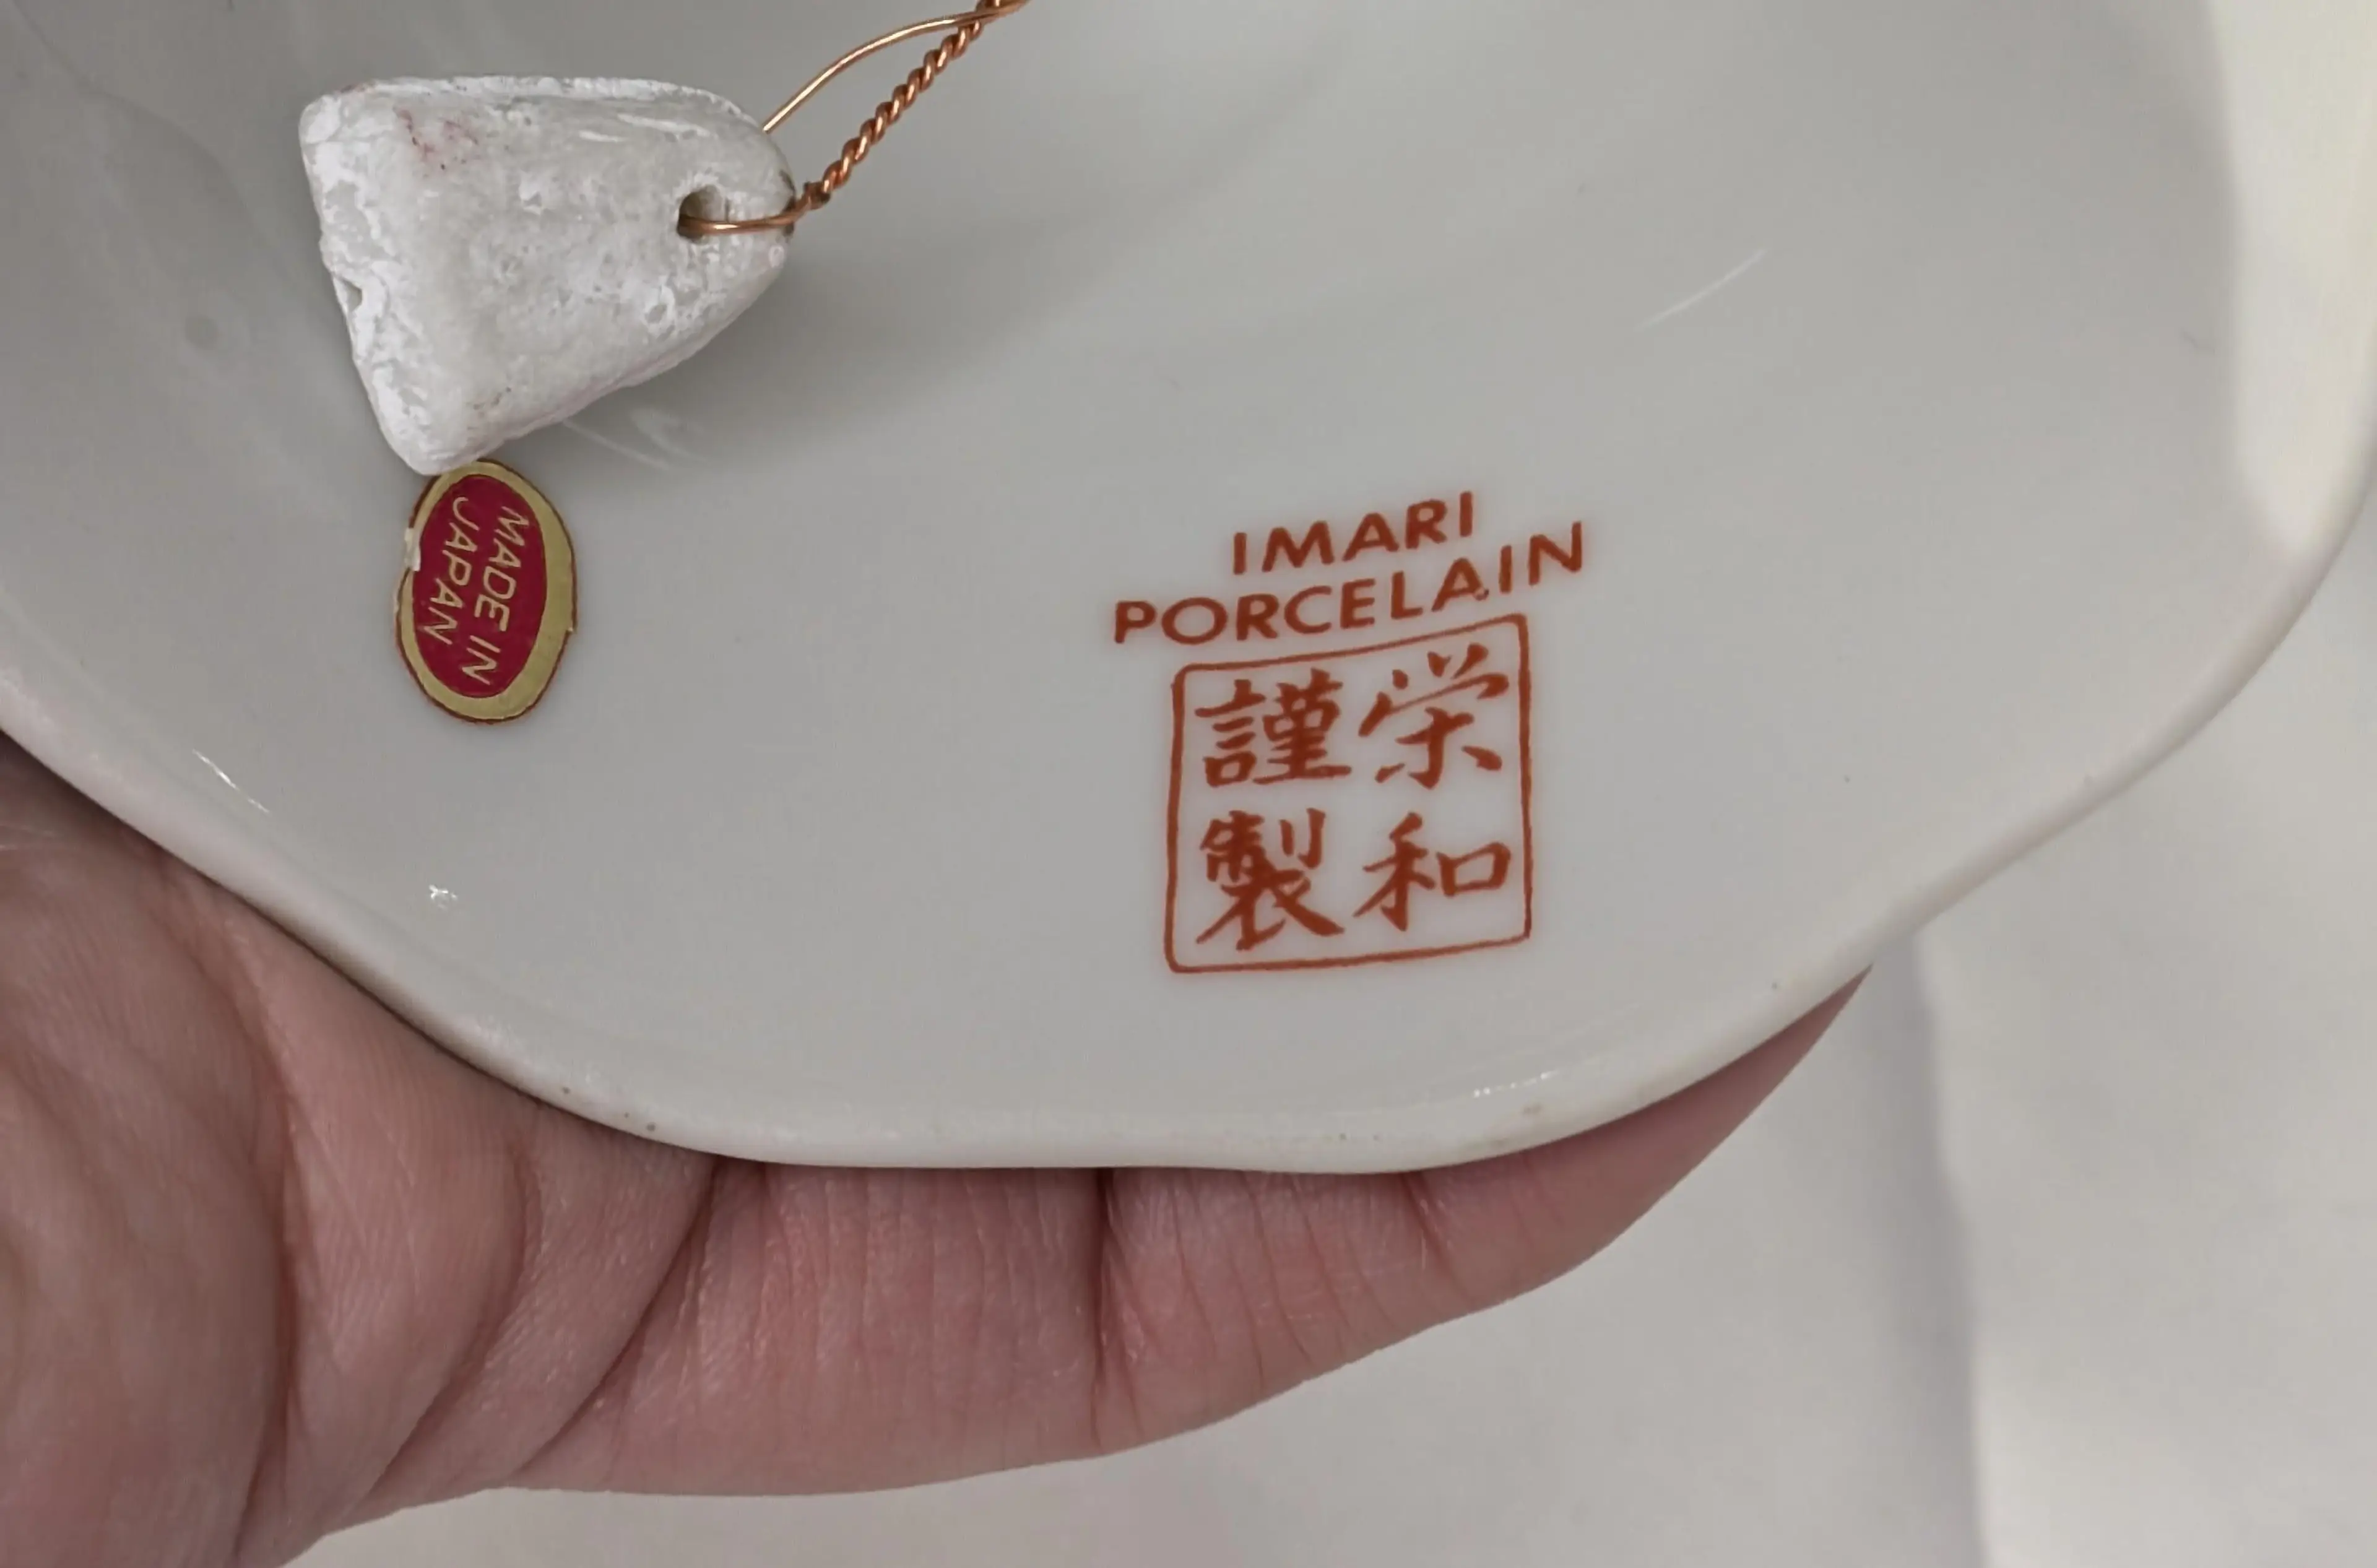 MADE IN
JAPAN
IMARI
PORCELAIN
栄和
謹製